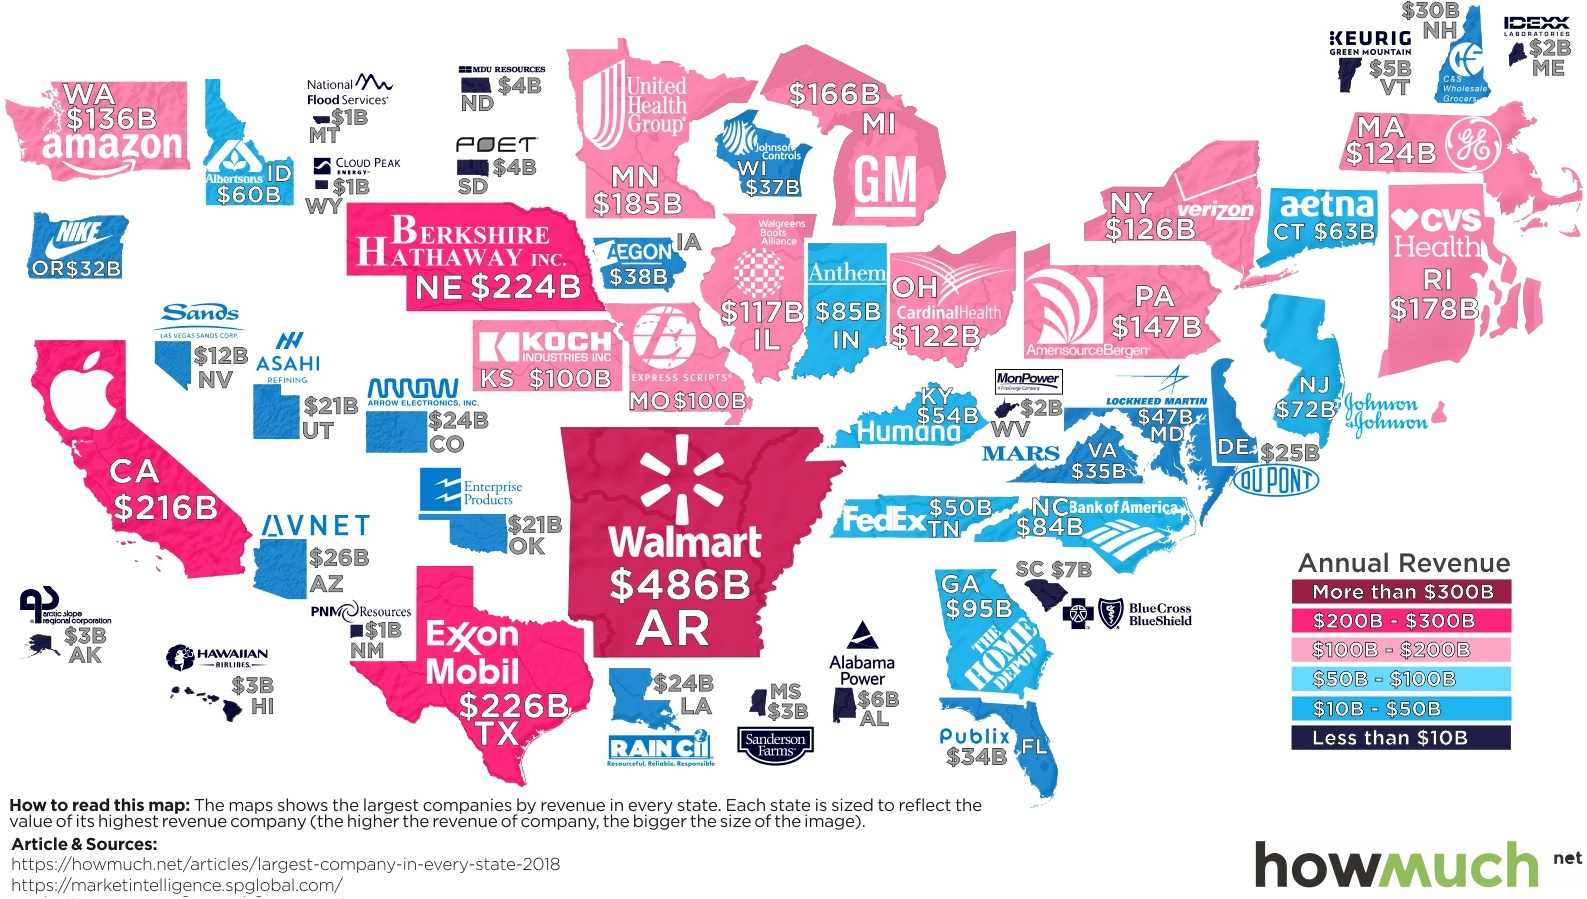 WA
$136B
amazon
Albertsons
ID
$60B
NIKE
OR $32B
National
Flood Services
$1B
MT
CLOUD PEAK
ENERGY
$1B
WY
MDU RESOURCES
$4B
ND
POET
$4B
SD
BERKSHIRE
HATHAWAY INC.
NE $224B
United
Health
Group
MN
$185B
Johnson
Controls
WI
$37B
$166B
MI
GM
AEGON
IA
$38B
Walgreens
Boots
Alliance
$117B
IL
Anthem
$85B
IN
OH
CardinalHealth
$122B
NY
$126B
verizon
aetna
CT $63B
KEURIG
GREEN MOUNTAIN
$5B
VT
$30B
NH
C&S
Wholesale
Grocers
IDEXX
LABORATORIES
$2B
ME
MA
$124B
GE
CVS
Health
RI
$178B
PA
$147B
AmerisourceBergen
NJ
$72B
Johnson
&Johnson
Sands
LAS VEGAS SANDS CORP.
$12B
NV
ASAHI
REFINING
$21B
UT
ARROW
ARROW ELECTRONICS, INC.
$24B
CO
KOCH
INDUSTRIES INC
KS $100B
EXPRESS SCRIPTS
MO $100B
KY
$54B
Humana
MonPower
A FirstEnergy Company
$2B
WV
LOCKHEED MARTIN
$47B
MD
MARS
VA
$35B
DE
$25B
DU PONT
CA
$216B
AVNET
$26B
AZ
Enterprise
Products
$21B
OK
Walmart
$486B
AR
FedEx
$50B
TN
NC
$84B
Bank of America
GA
$95B
THE
HOME
DEPOT
SC $7B
BlueCross
BlueShield
arctic slope
regional corporation
$3B
AK
HAWAIIAN
AIRLINES
$3B
HI
PNM Resources
$1B
NM
ExxonMobil
$226B
TX
$24B
LA
RAIN CII
Resourceful, Reliable, Responsible
MS
$3B
Sanderson
Farms
Alabama
Power
$6B
AL
Publix
$34B
FL
Annual Revenue
More than $300B
$200B - $300B
$100B - $200B
$50B - $100B
$10B - $50B
Less than $10B
How to read this map: The maps shows the largest companies by revenue in every state. Each state is sized to reflect the
value of its highest revenue company (the higher the revenue of company, the bigger the size of the image).
Article & Sources:
https://howmuch.net/articles/largest-company-in-every-state-2018
https://marketintelligence.spglobal.com/
howmuch net